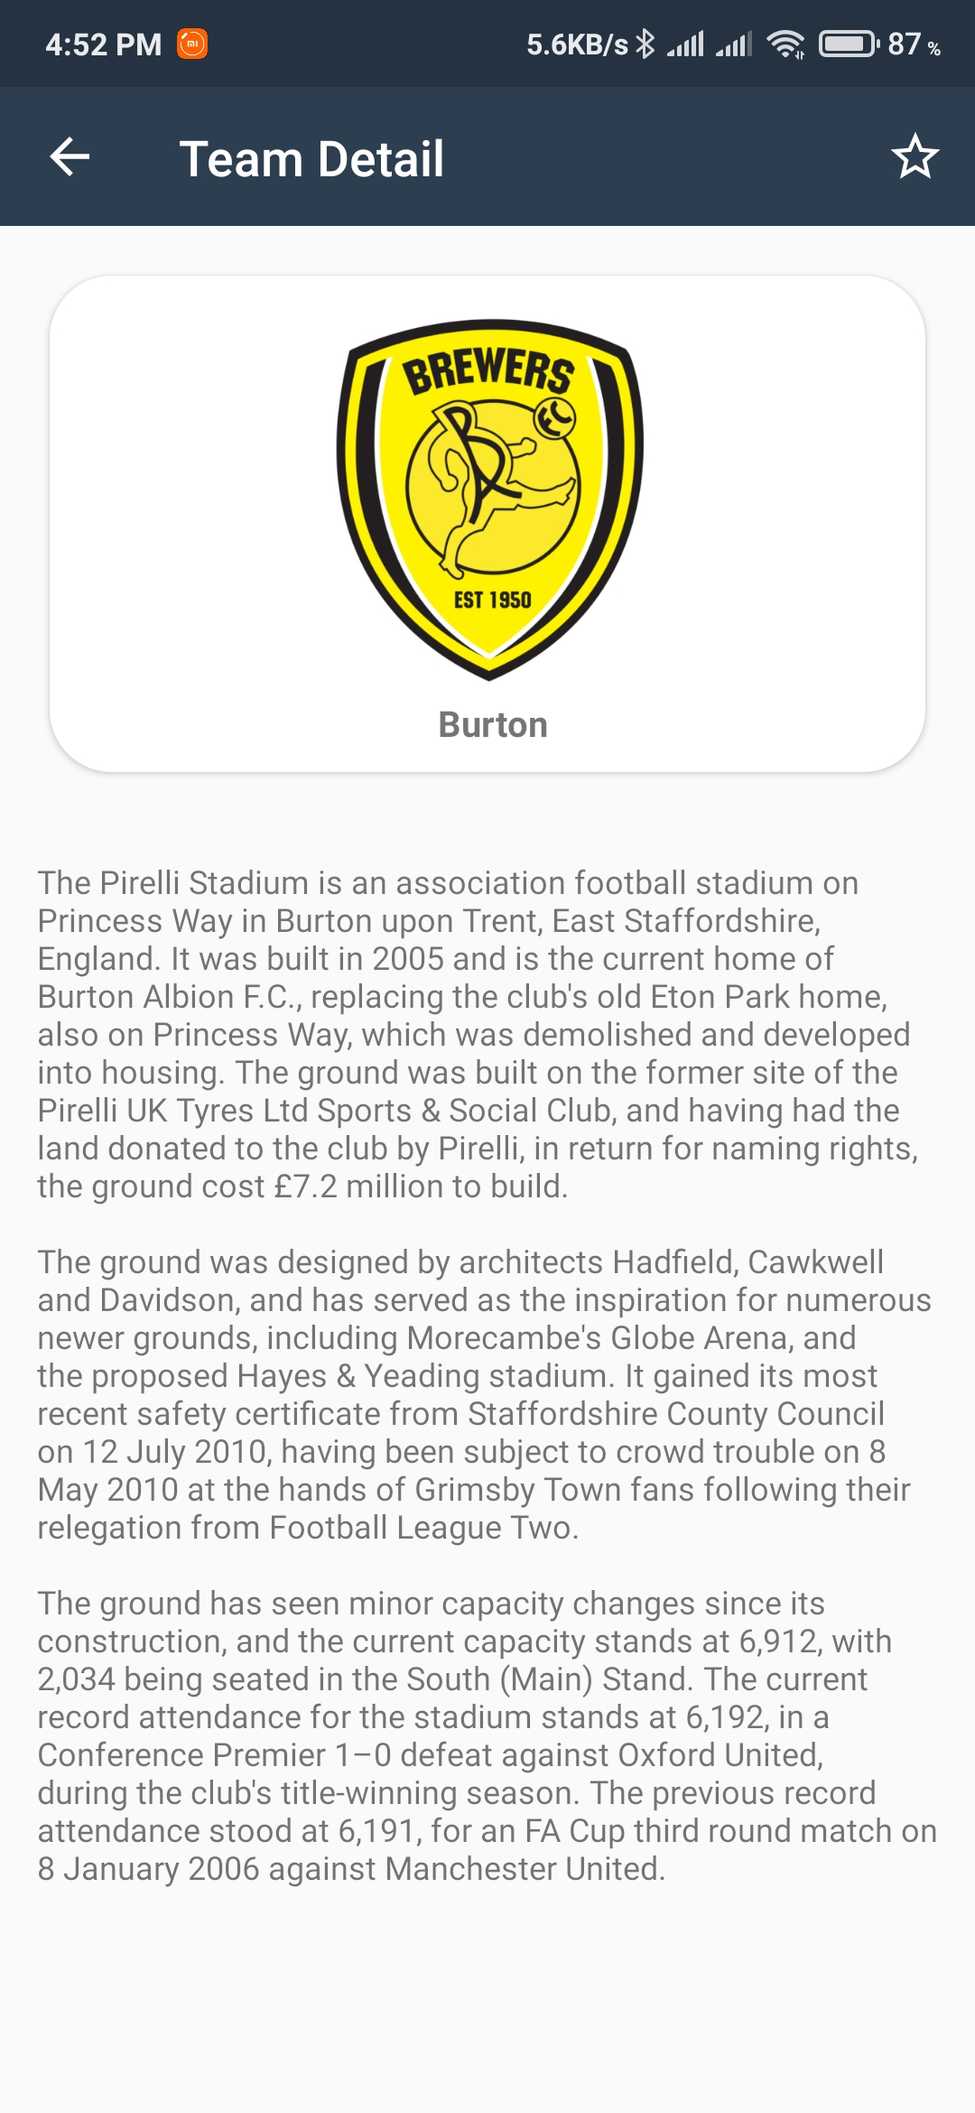 4:52 PM 5.6KB/s 87 %
Team Detail
BREWERS
FC
EST 1950
Burton
The Pirelli Stadium is an association football stadium on
Princess Way in Burton upon Trent, East Staffordshire,
England. It was built in 2005 and is the current home of
Burton Albion F.C., replacing the club's old Eton Park home,
also on Princess Way, which was demolished and developed
into housing. The ground was built on the former site of the
Pirelli UK Tyres Ltd Sports & Social Club, and having had the
land donated to the club by Pirelli, in return for naming rights,
the ground cost £7.2 million to build.
The ground was designed by architects Hadfield, Cawkwell
and Davidson, and has served as the inspiration for numerous
newer grounds, including Morecambe's Globe Arena, and
the proposed Hayes & Yeading stadium. It gained its most
recent safety certificate from Staffordshire County Council
on 12 July 2010, having been subject to crowd trouble on 8
May 2010 at the hands of Grimsby Town fans following their
relegation from Football League Two.
The ground has seen minor capacity changes since its
construction, and the current capacity stands at 6,912, with
2,034 being seated in the South (Main) Stand. The current
record attendance for the stadium stands at 6,192, in a
Conference Premier 1–0 defeat against Oxford United,
during the club's title-winning season. The previous record
attendance stood at 6,191, for an FA Cup third round match on
8 January 2006 against Manchester United.